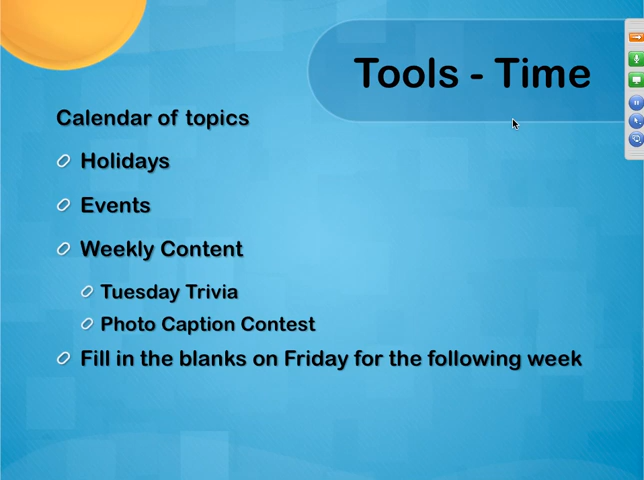 Tools - Time
Calendar of topics
Holidays
Events
Weekly Content
Tuesday Trivia
Photo Caption Contest
Fill in the blanks on Friday for the following week